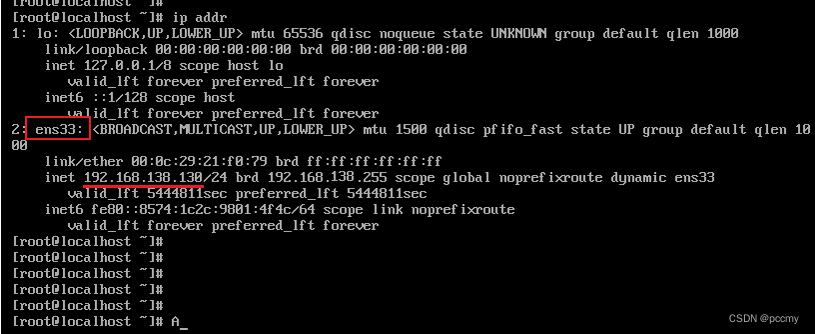 [root@localhost ~]#
[root@localhost ~]# ip addr
1: lo: <LOOPBACK,UP,LOWER_UP> mtu 65536 qdisc noqueue state UNKNOWN group default qlen 1000
    link/loopback 00:00:00:00:00:00 brd 00:00:00:00:00:00
    inet 127.0.0.1/8 scope host lo
       valid_lft forever preferred_lft forever
    inet6 ::1/128 scope host
       valid_lft forever preferred_lft forever
2: ens33: <BROADCAST,MULTICAST,UP,LOWER_UP> mtu 1500 qdisc pfifo_fast state UP group default qlen 10
00
    link/ether 00:0c:29:21:f0:79 brd ff:ff:ff:ff:ff:ff
    inet 192.168.138.130/24 brd 192.168.138.255 scope global noprefixroute dynamic ens33
       valid_lft 5444811sec preferred_lft 5444811sec
    inet6 fe80::8574:1c2c:9801:4f4c/64 scope link noprefixroute
       valid_lft forever preferred_lft forever
[root@localhost ~]#
[root@localhost ~]#
[root@localhost ~]#
[root@localhost ~]#
[root@localhost ~]#
[root@localhost ~]# A_
CSDN @pccmy